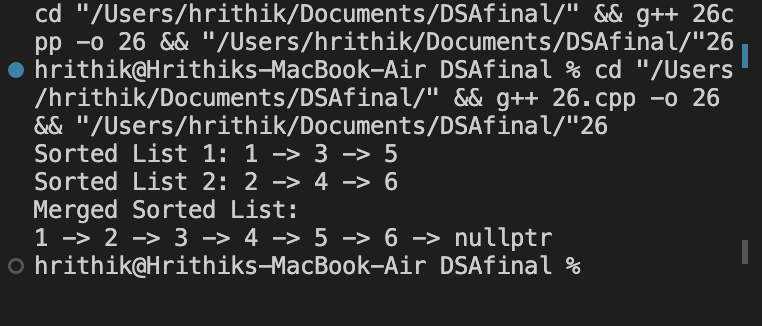 cd "/Users/hrithik/Documents/DSAfinal/" && g++ 26c
pp -o 26 && "/Users/hrithik/Documents/DSAfinal/"26
hrithik@Hrithiks-MacBook-Air DSAfinal % cd "/Users
/hrithik/Documents/DSAfinal/" && g++ 26.cpp -o 26
&& "/Users/hrithik/Documents/DSAfinal/"26
Sorted List 1: 1 -> 3 -> 5
Sorted List 2: 2 -> 4 -> 6
Merged Sorted List:
1 -> 2 -> 3 -> 4 -> 5 -> 6 -> nullptr
hrithik@Hrithiks-MacBook-Air DSAfinal %